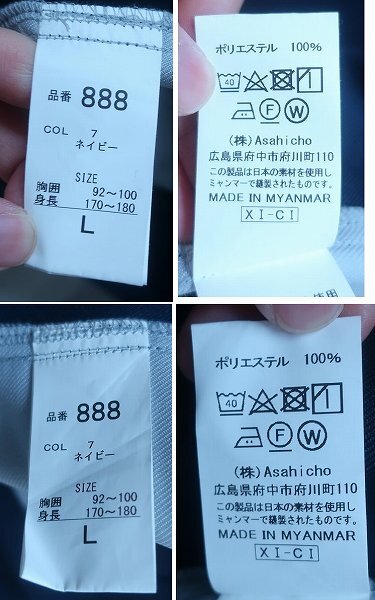 品番 888
COL 7
ネイビー
SIZE
胸囲 92～100
身長 170～180
L
ポリエステル 100%
40
F W
(株) Asahicho
広島県府中市府川町110
この製品は日本の素材を使用し
ミャンマーで縫製されたものです。
MADE IN MYANMAR
XI-CI
使用
品番 888
COL 7
ネイビー
SIZE
胸囲 92～100
身長 170～180
L
ポリエステル 100%
40
F W
(株) Asahicho
広島県府中市府川町110
この製品は日本の素材を使用し
ミャンマーで縫製されたものです。
MADE IN MYANMAR
XI-CI